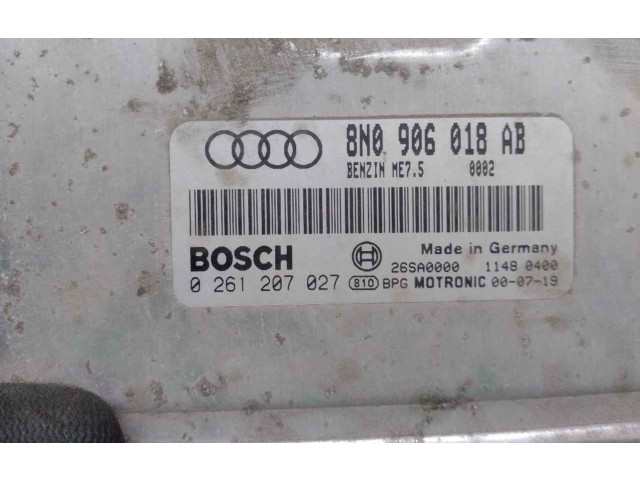 8N0 906 018 AB
BENZIN ME7.5 0002
BOSCH Made in Germany
26SA0000 1148 0400
0 261 207 027 810 BPG MOTRONIC 00-07-19